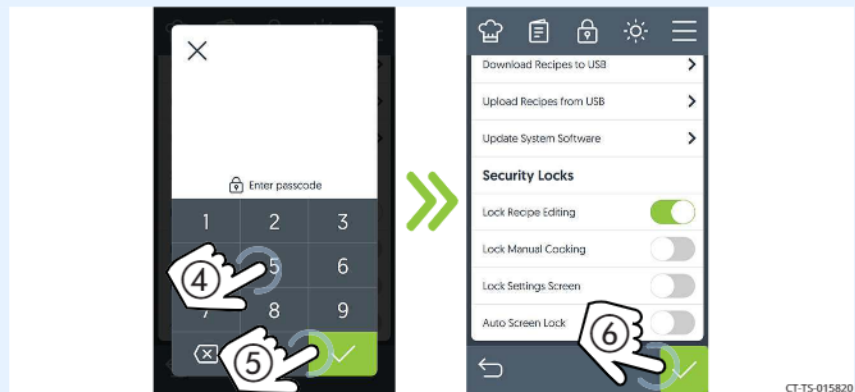 Enter passcode
1 2 3
4 5 6
7 8 9
5
Download Recipes to USB
Upload Recipes from USB
Update System Software
Security Locks
Lock Recipe Editing
Lock Manual Cooking
Lock Settings Screen
Auto Screen Lock
6
CT-TS-015820